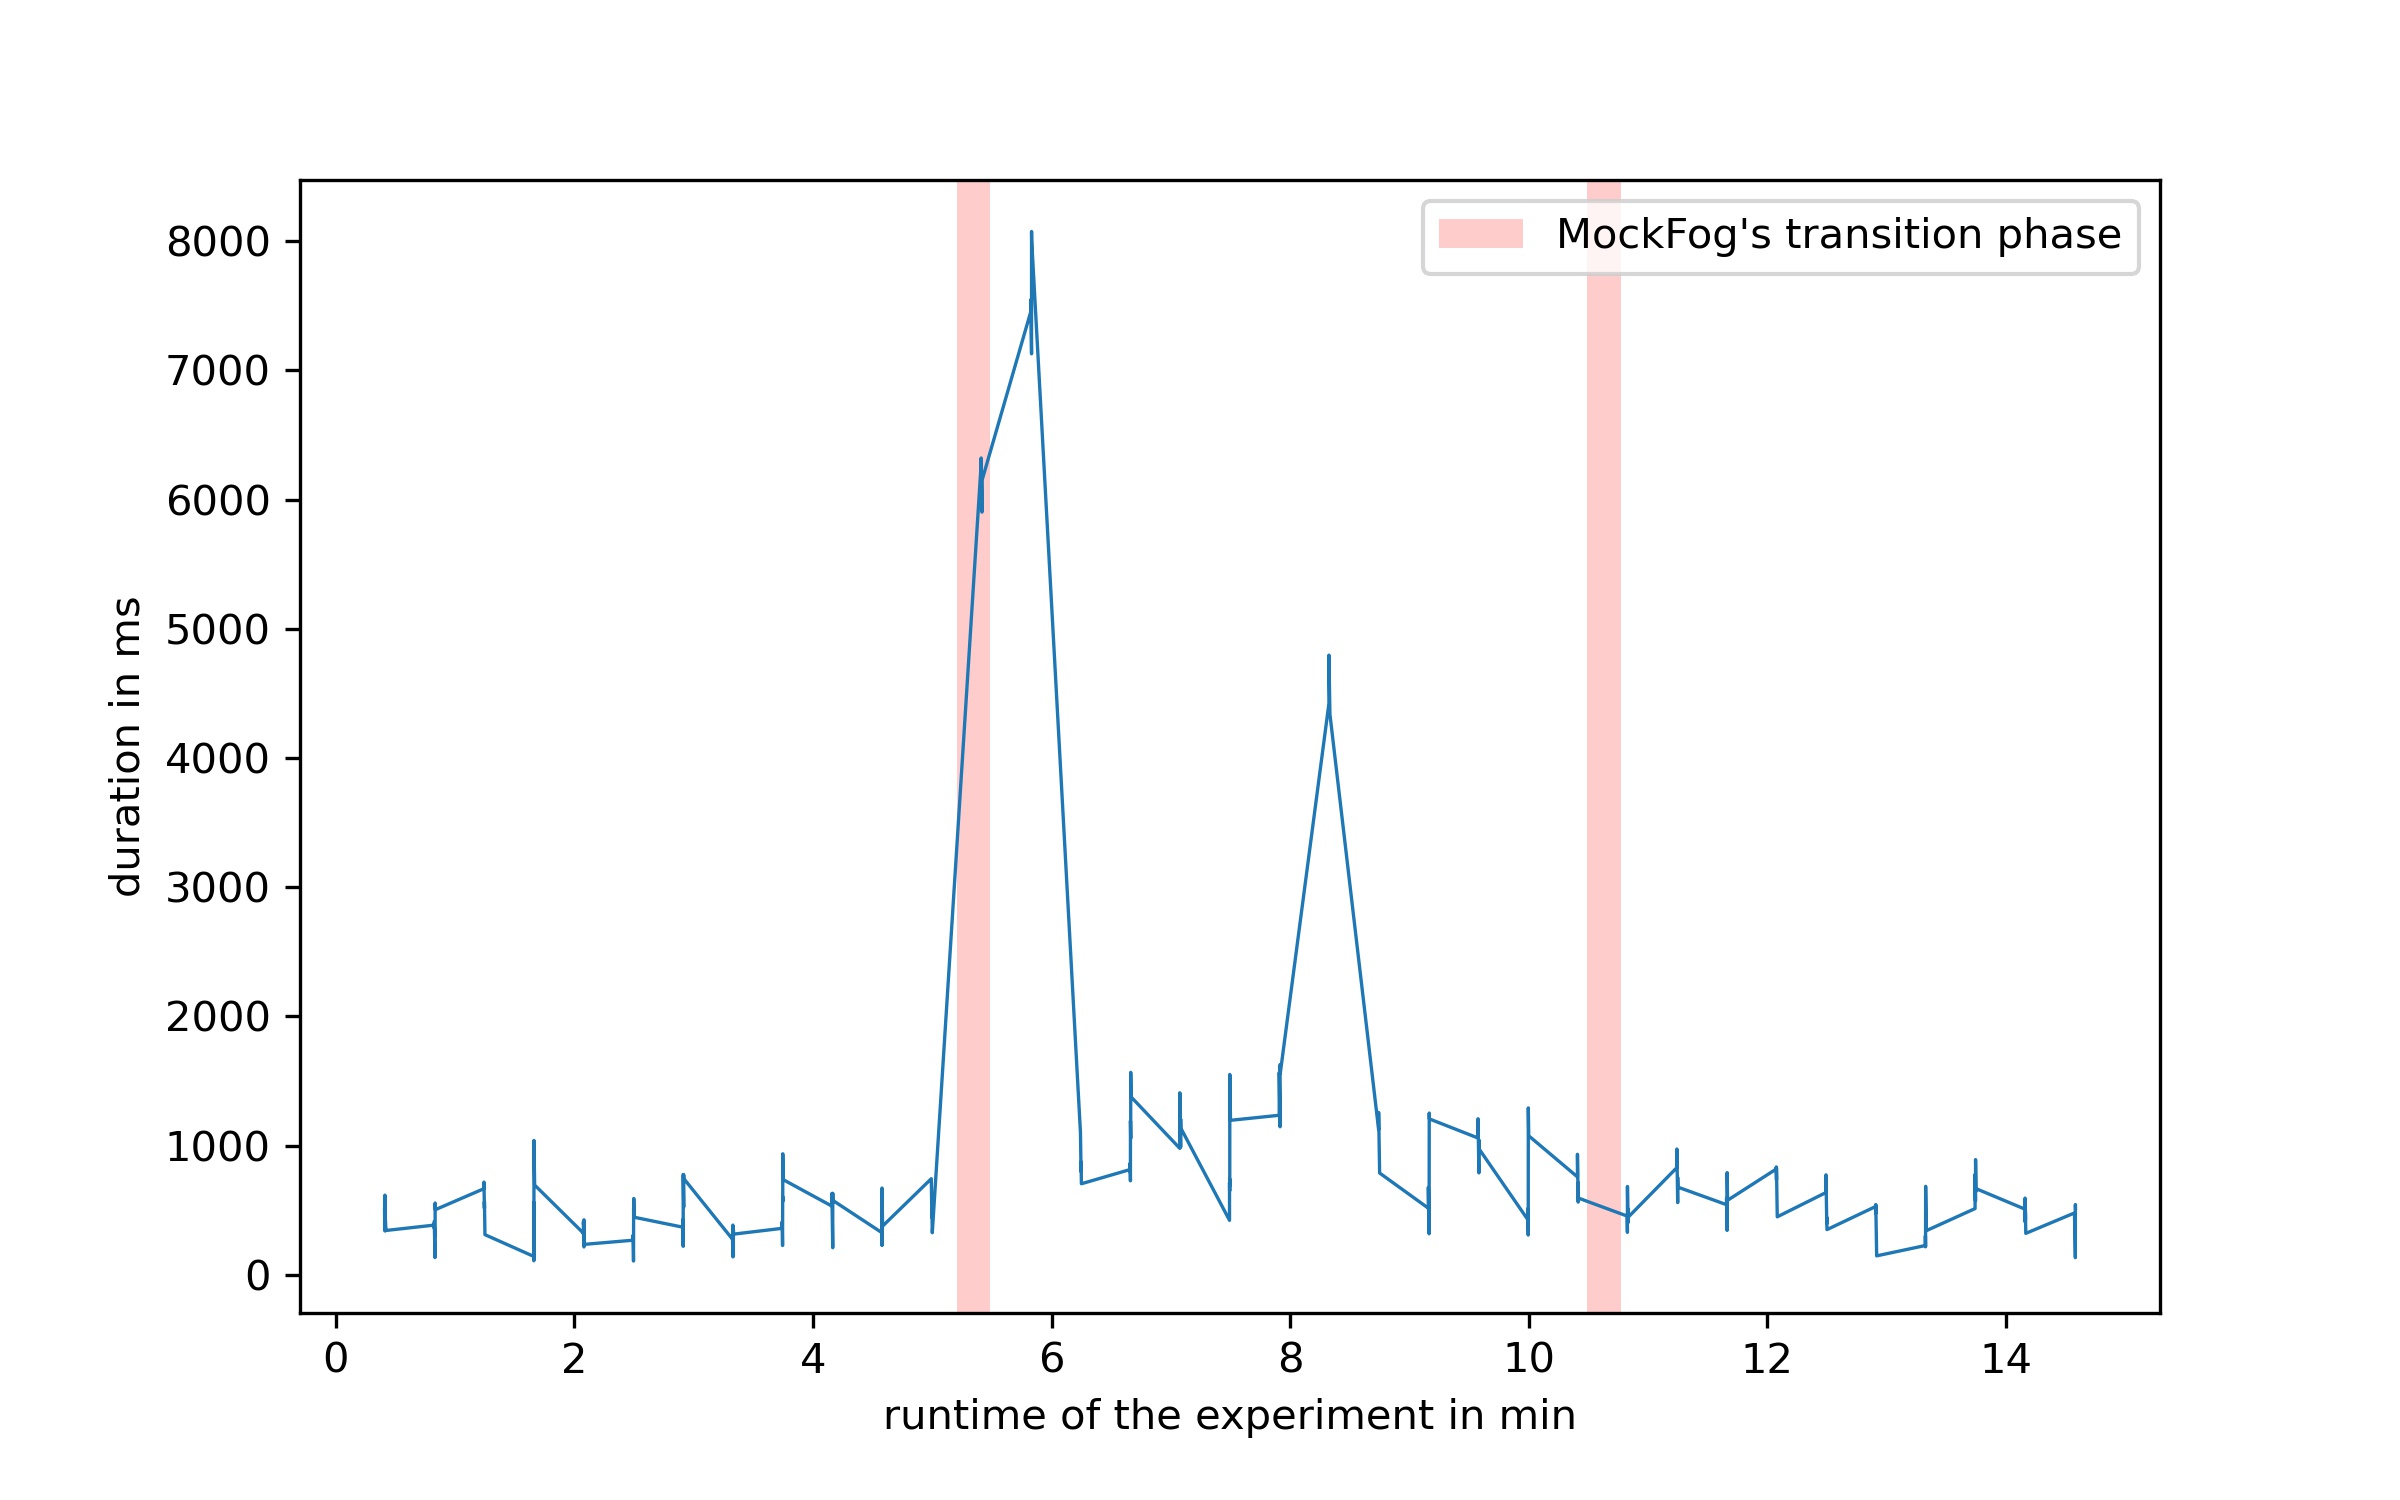 MockFog's transition phase
8000
7000
6000
5000
4000
3000
2000
1000
0
duration in ms
0 2 4 6 8 10 12 14
runtime of the experiment in min